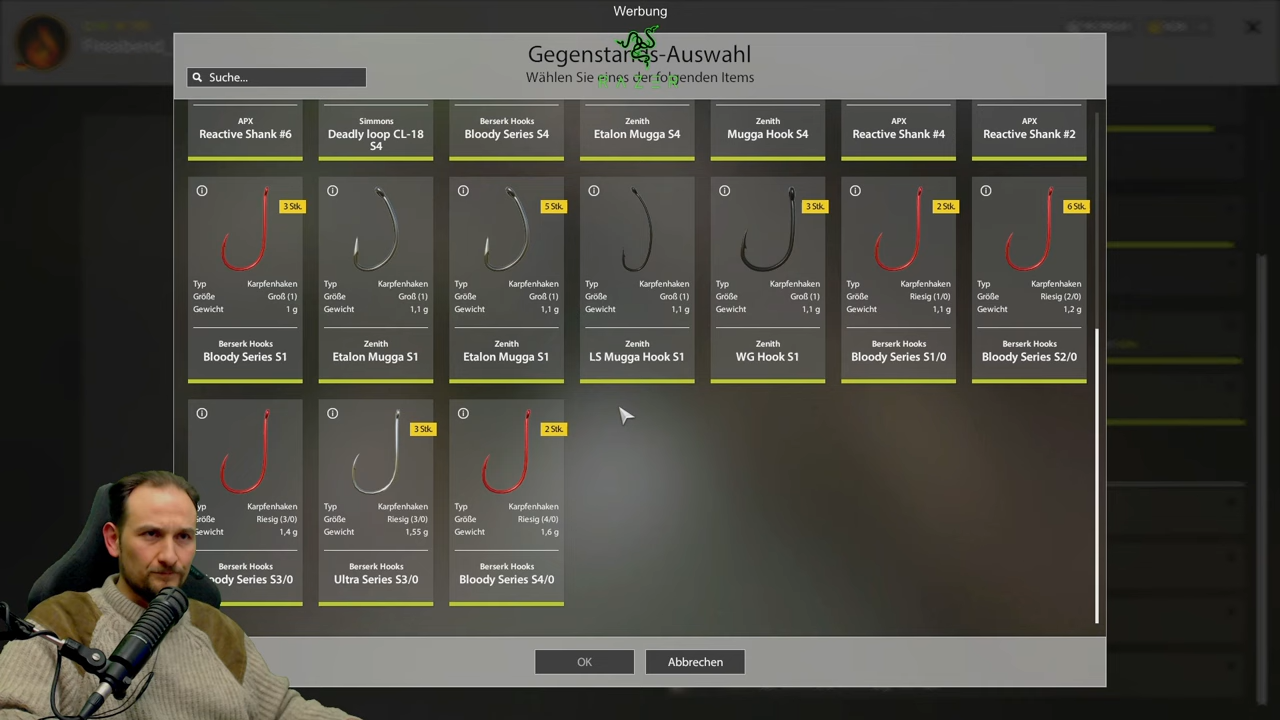 Werbung
Gegenstands-Auswahl
Wählen Sie eines der folgenden Items
RAZER
Suche...
APX
Reactive Shank #6
Simmons
Deadly loop CL-18
S4
Berserk Hooks
Bloody Series S4
Zenith
Etalon Mugga S4
Zenith
Mugga Hook S4
APX
Reactive Shank #4
APX
Reactive Shank #2
3 Stk.
Typ Karpfenhaken
Größe Groß (1)
Gewicht 1 g
Berserk Hooks
Bloody Series S1
Typ Karpfenhaken
Größe Groß (1)
Gewicht 1,1 g
Zenith
Etalon Mugga S1
5 Stk.
Typ Karpfenhaken
Größe Groß (1)
Gewicht 1,1 g
Zenith
Etalon Mugga S1
Typ Karpfenhaken
Größe Groß (1)
Gewicht 1,1 g
Zenith
LS Mugga Hook S1
3 Stk.
Typ Karpfenhaken
Größe Groß (1)
Gewicht 1,1 g
Zenith
WG Hook S1
2 Stk.
Typ Karpfenhaken
Größe Riesig (1/0)
Gewicht 1,1 g
Berserk Hooks
Bloody Series S1/0
6 Stk.
Typ Karpfenhaken
Größe Riesig (2/0)
Gewicht 1,2 g
Berserk Hooks
Bloody Series S2/0
Typ Karpfenhaken
Größe Riesig (3/0)
Gewicht 1,4 g
Berserk Hooks
oody Series S3/0
3 Stk.
Typ Karpfenhaken
Größe Riesig (3/0)
Gewicht 1,55 g
Berserk Hooks
Ultra Series S3/0
2 Stk.
Typ Karpfenhaken
Größe Riesig (4/0)
Gewicht 1,6 g
Berserk Hooks
Bloody Series S4/0
OK
Abbrechen